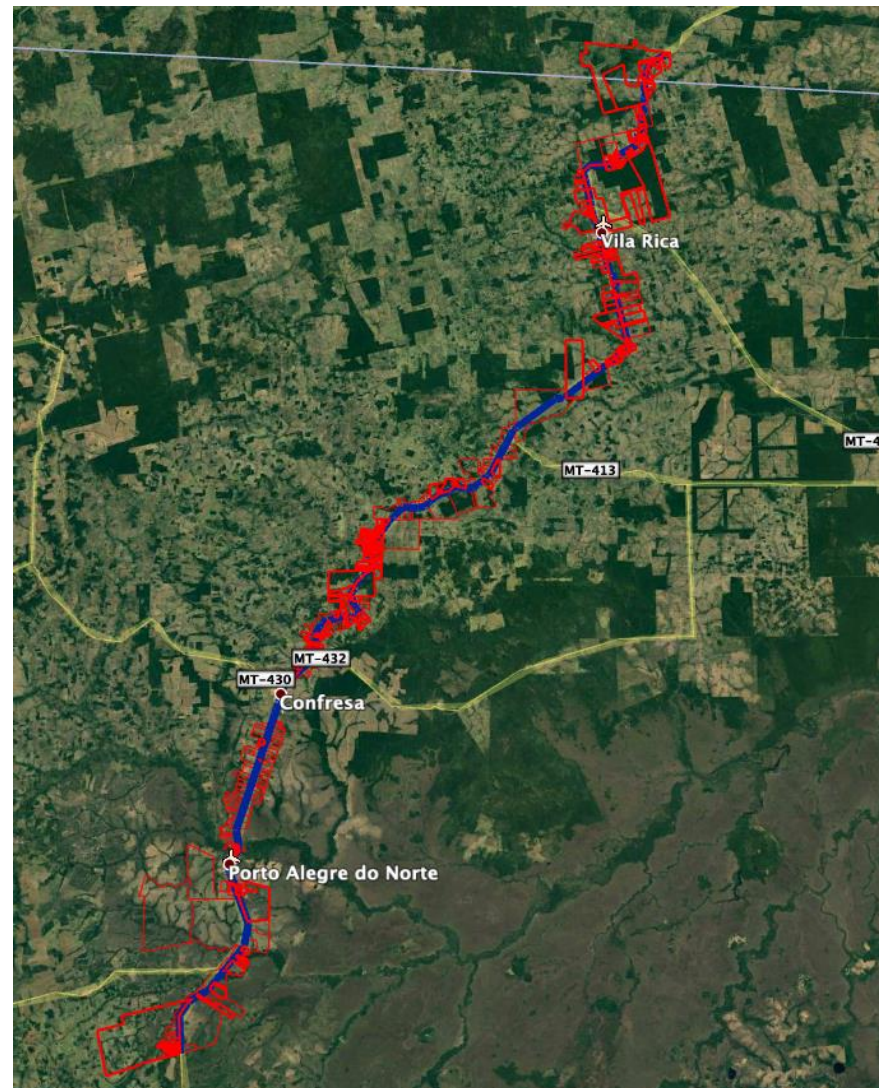 Vila Rica
MT-4
MT-413
MT-432
MT-430
Confresa
Porto Alegre do Norte